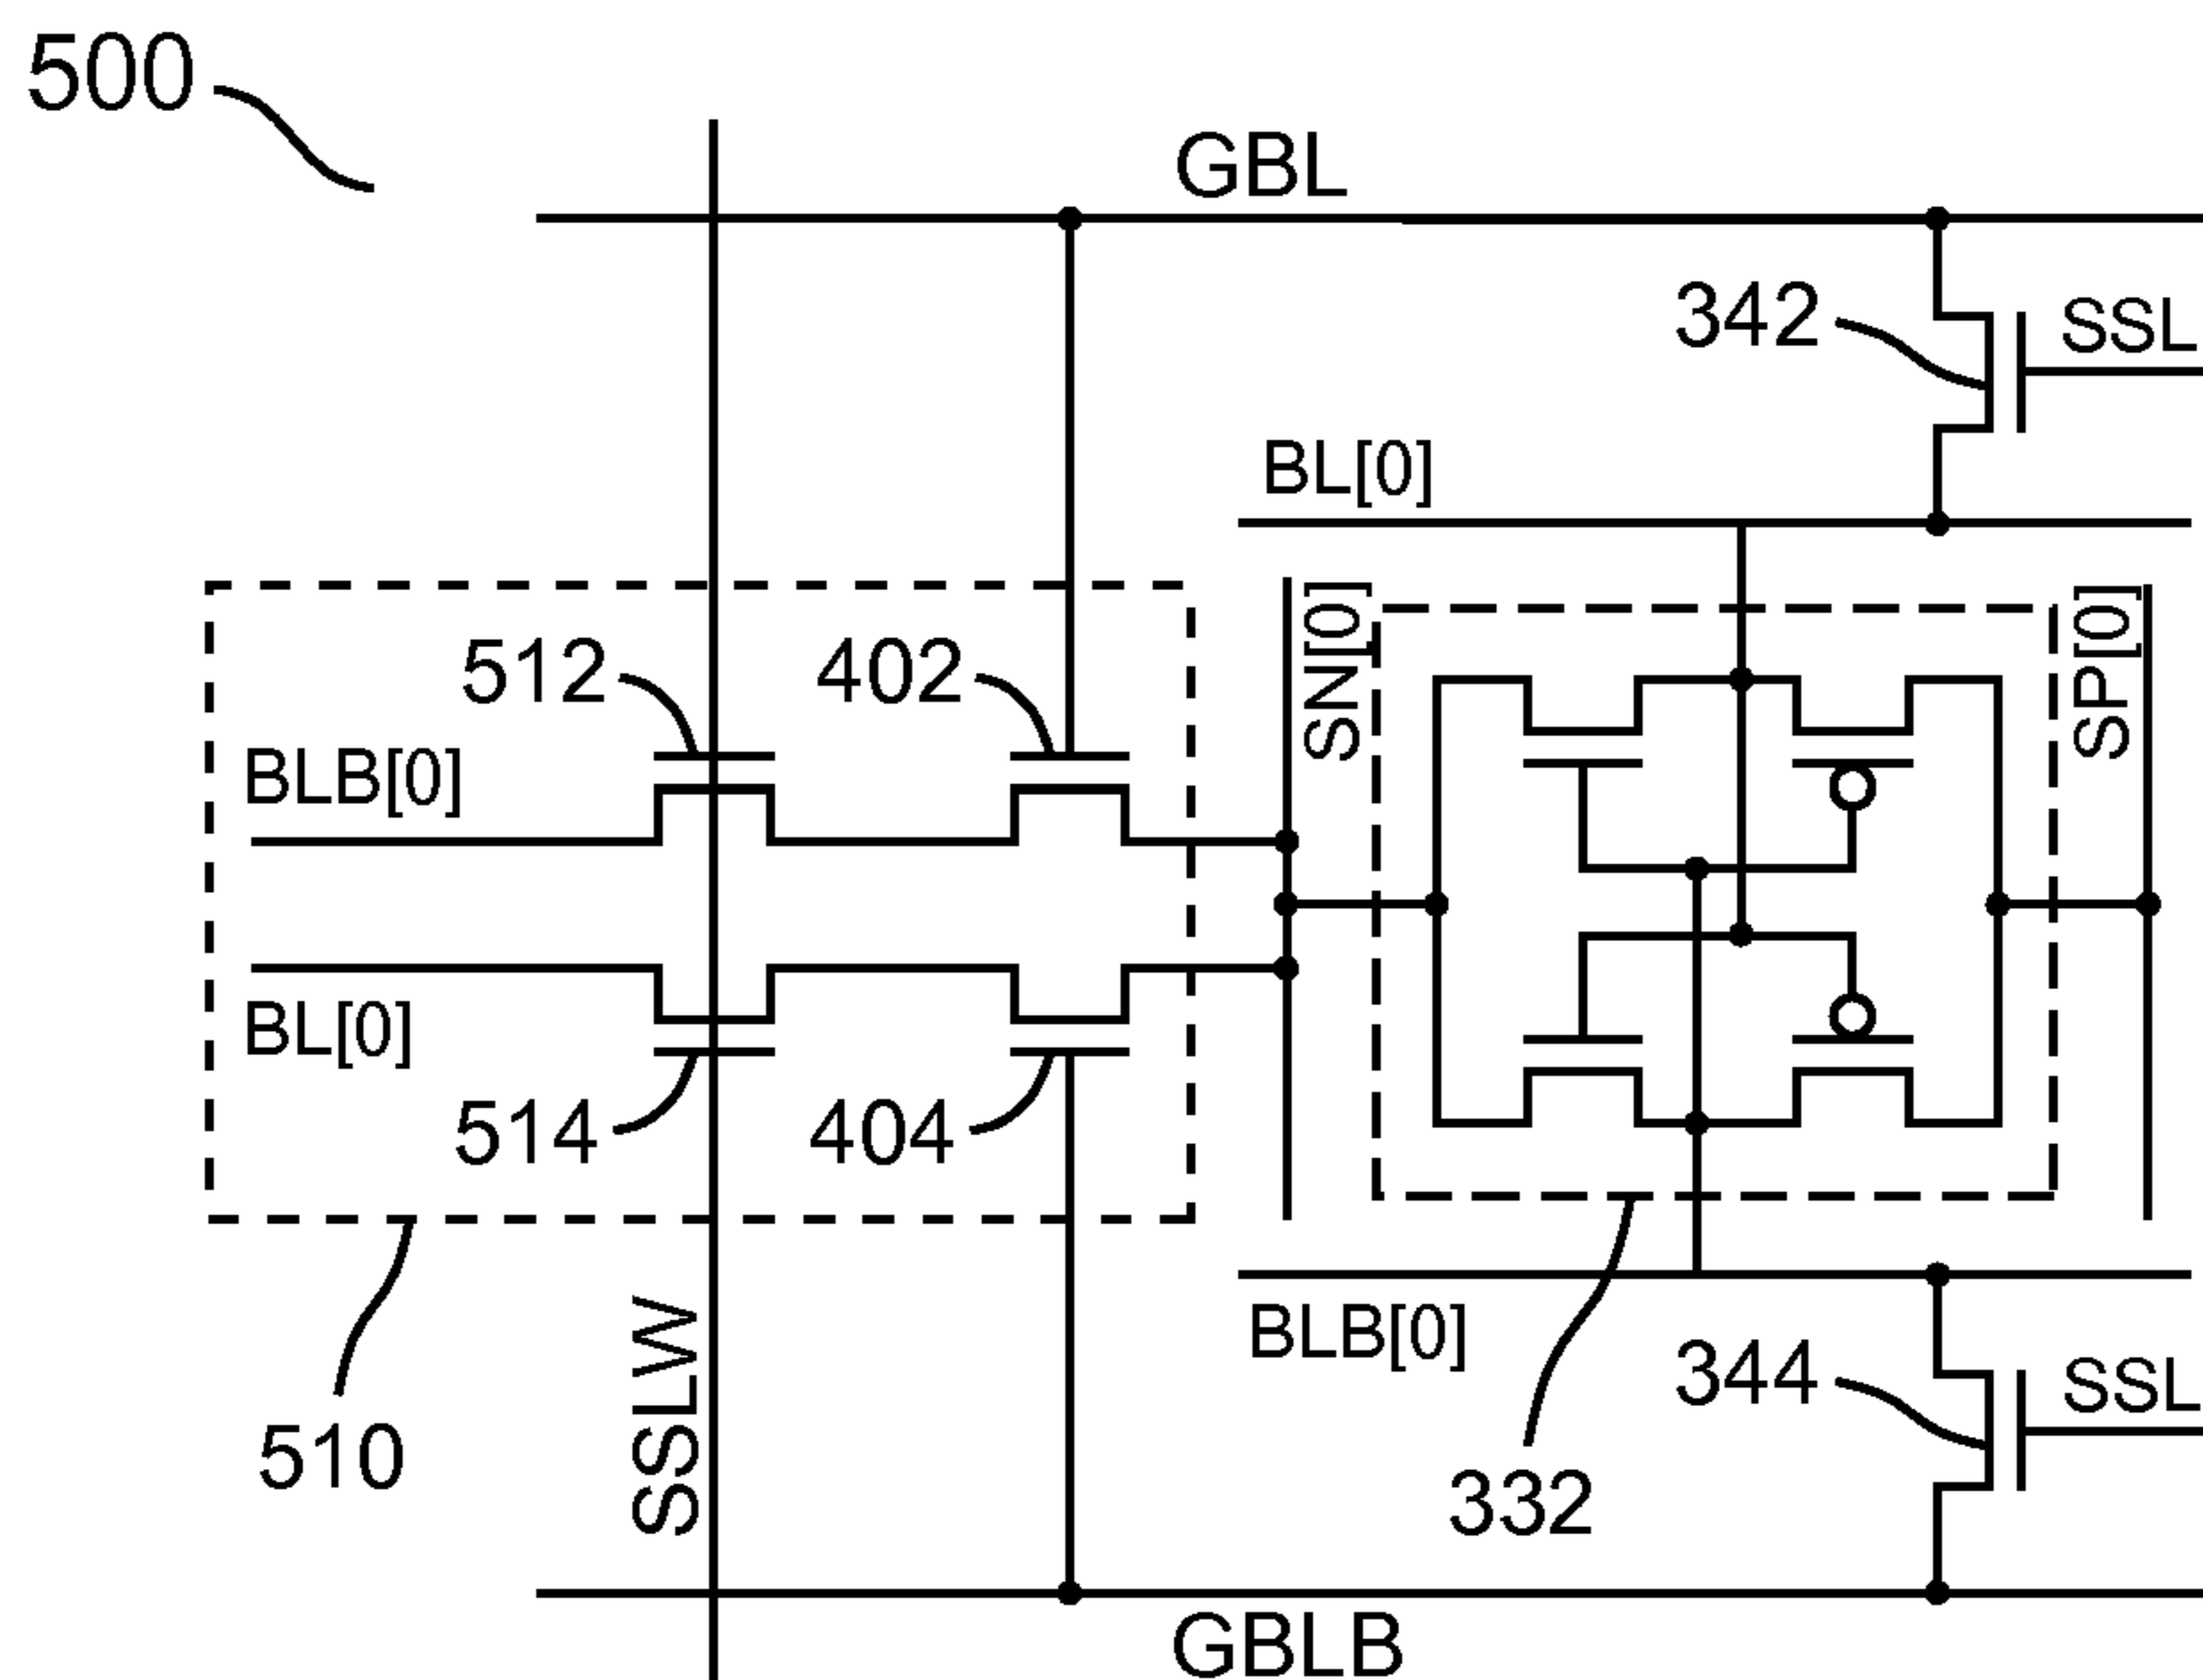 500
GBL
342
SSL
BL[0]
SN[0]
SP[0]
512
402
BLB[0]
BL[0]
514
404
BLB[0]
344
SSL
510
SSLW
332
GBLB